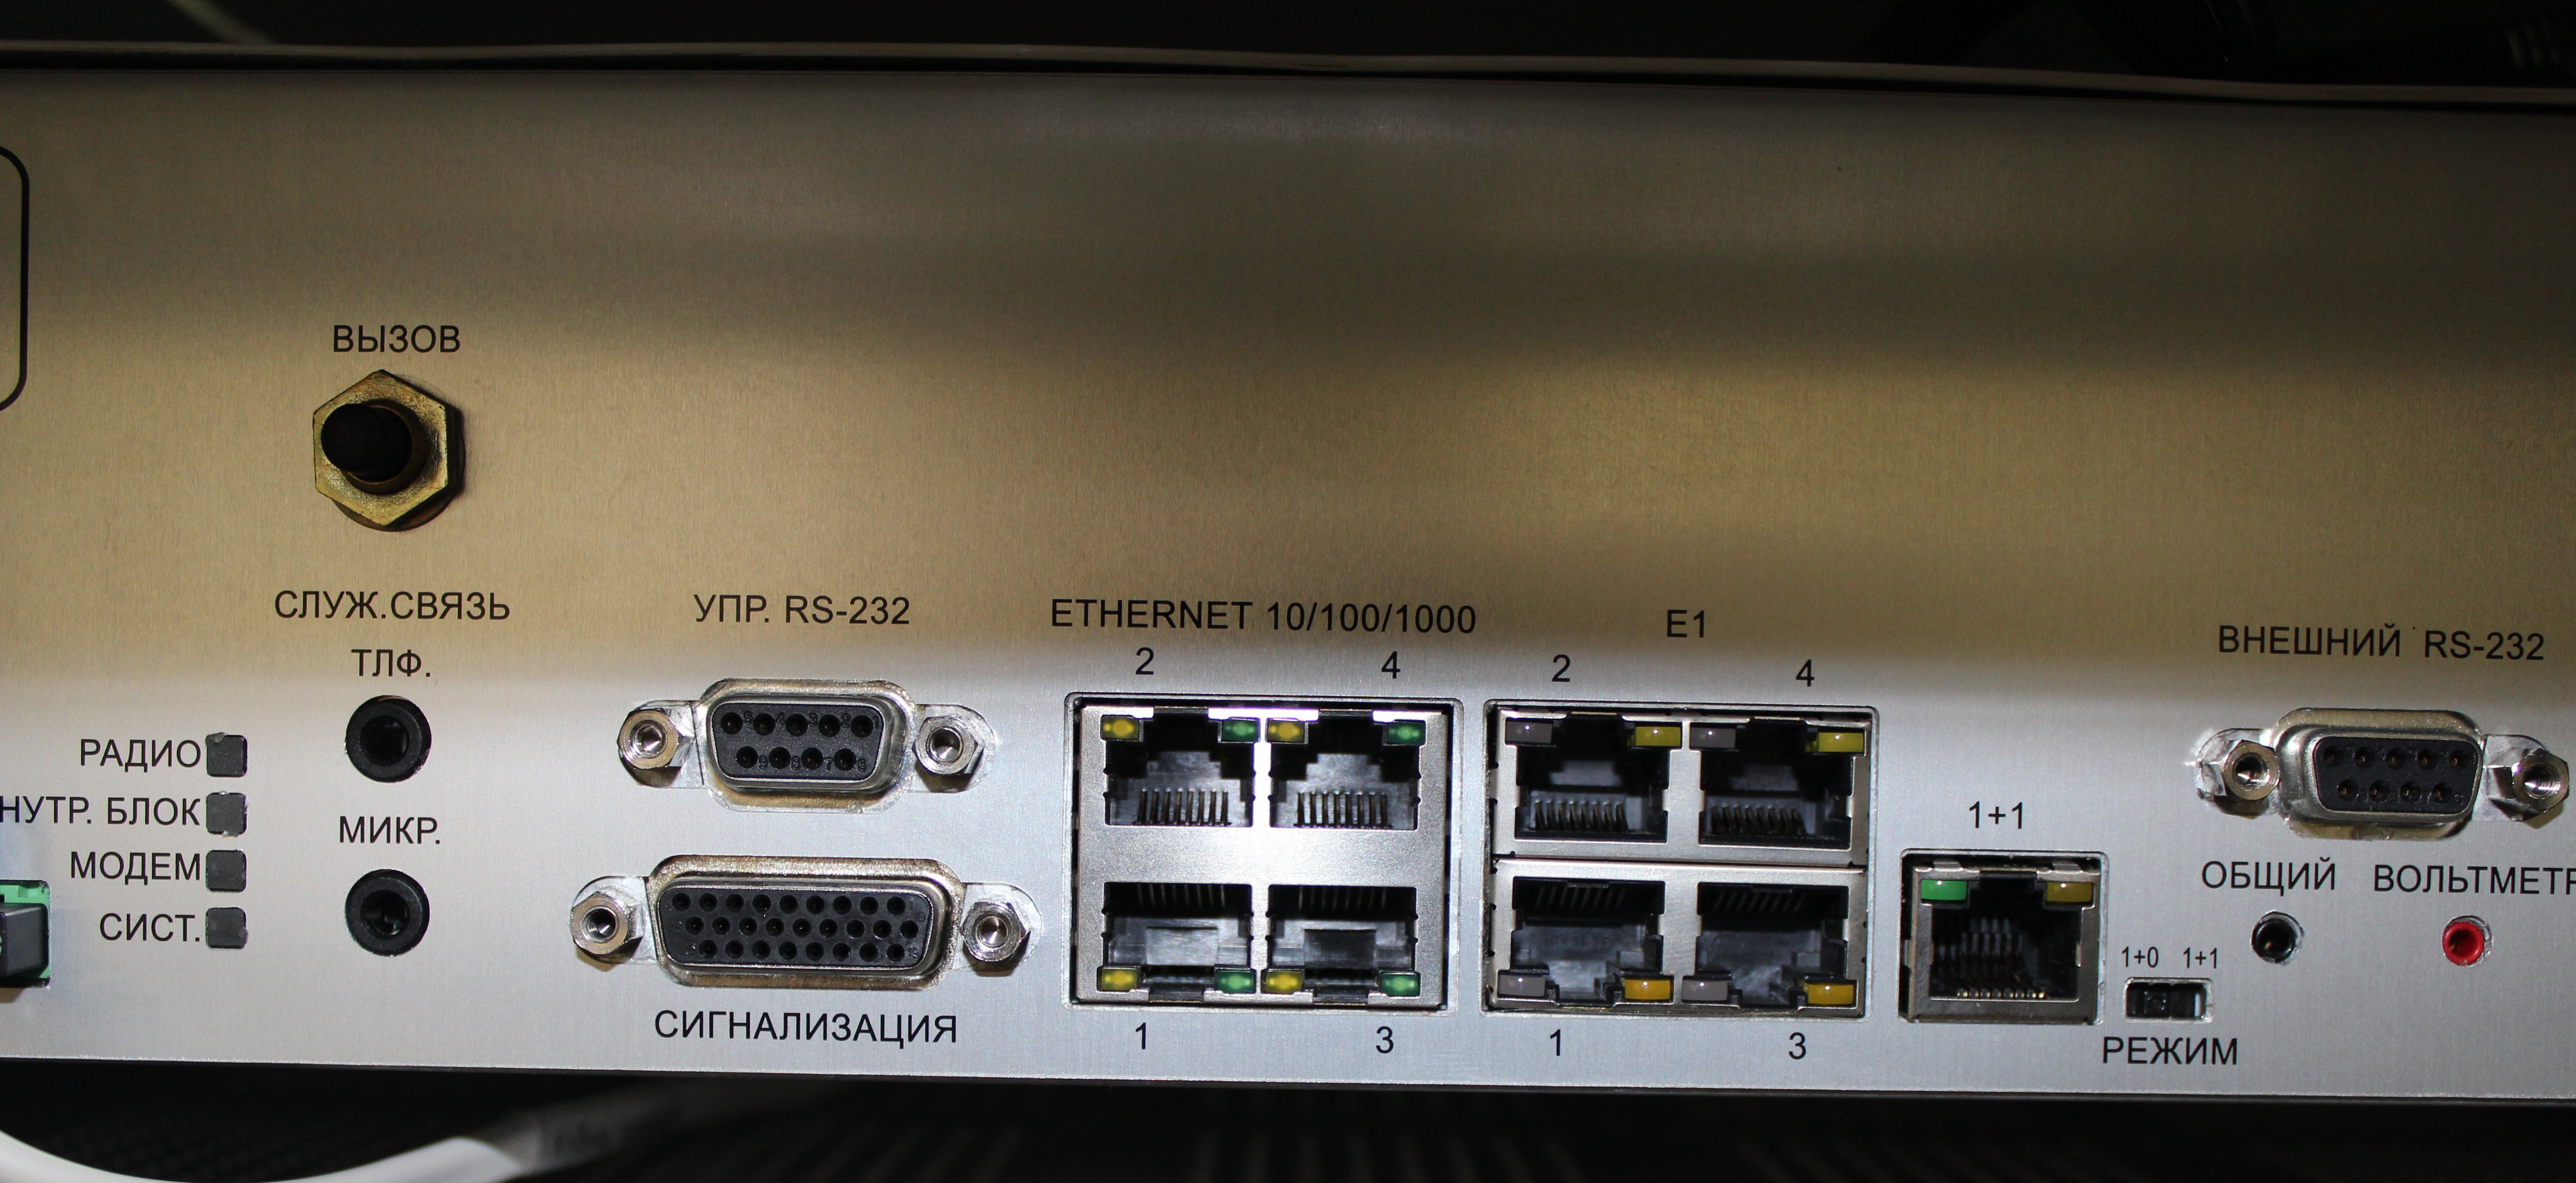 ВЫЗОВ
СЛУЖ.СВЯЗЬ
ТЛФ.
МИКР.
РАДИО
НУТР. БЛОК
МОДЕМ
СИСТ.
УПР. RS-232
СИГНАЛИЗАЦИЯ
ETHERNET 10/100/1000
2 4
1 3
E1
2 4
1 3
1+1
1+0 1+1
РЕЖИМ
ВНЕШНИЙ RS-232
ОБЩИЙ ВОЛЬТМЕТР